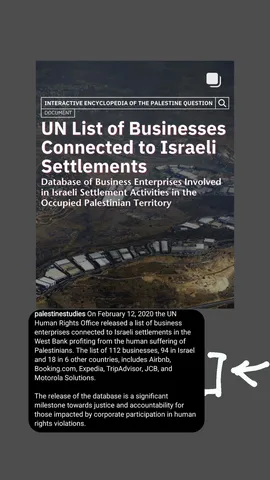 INTERACTIVE ENCYCLOPEDIA OF THE PALESTINE QUESTION
DOCUMENT
UN List of Businesses
Connected to Israeli
Settlements
Database of Business Enterprises Involved
in Israeli Settlement Activities in the
Occupied Palestinian Territory
palestinestudies On February 12, 2020 the UN
Human Rights Office released a list of business
enterprises connected to Israeli settlements in the
West Bank profiting from the human suffering of
Palestinians. The list of 112 businesses, 94 in Israel
and 18 in 6 other countries, includes Airbnb,
Booking.com, Expedia, TripAdvisor, JCB, and
Motorola Solutions.
The release of the database is a significant
milestone towards justice and accountability for
those impacted by corporate participation in human
rights violations.